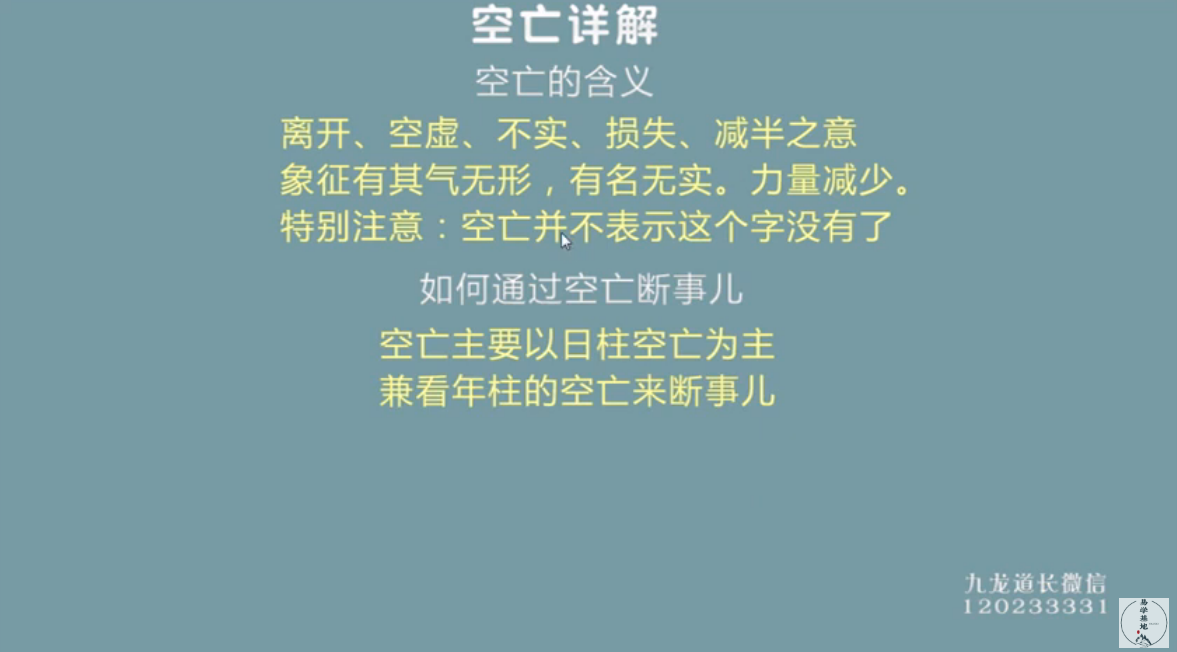 空亡详解
空亡的含义
离开、空虚、不实、损失、减半之意
象征有其气无形，有名无实。力量减少。
特别注意：空亡并不表示这个字没有了
如何通过空亡断事儿
空亡主要以日柱空亡为主
兼看年柱的空亡来断事儿
九龙道长微信
120233331
易学基地